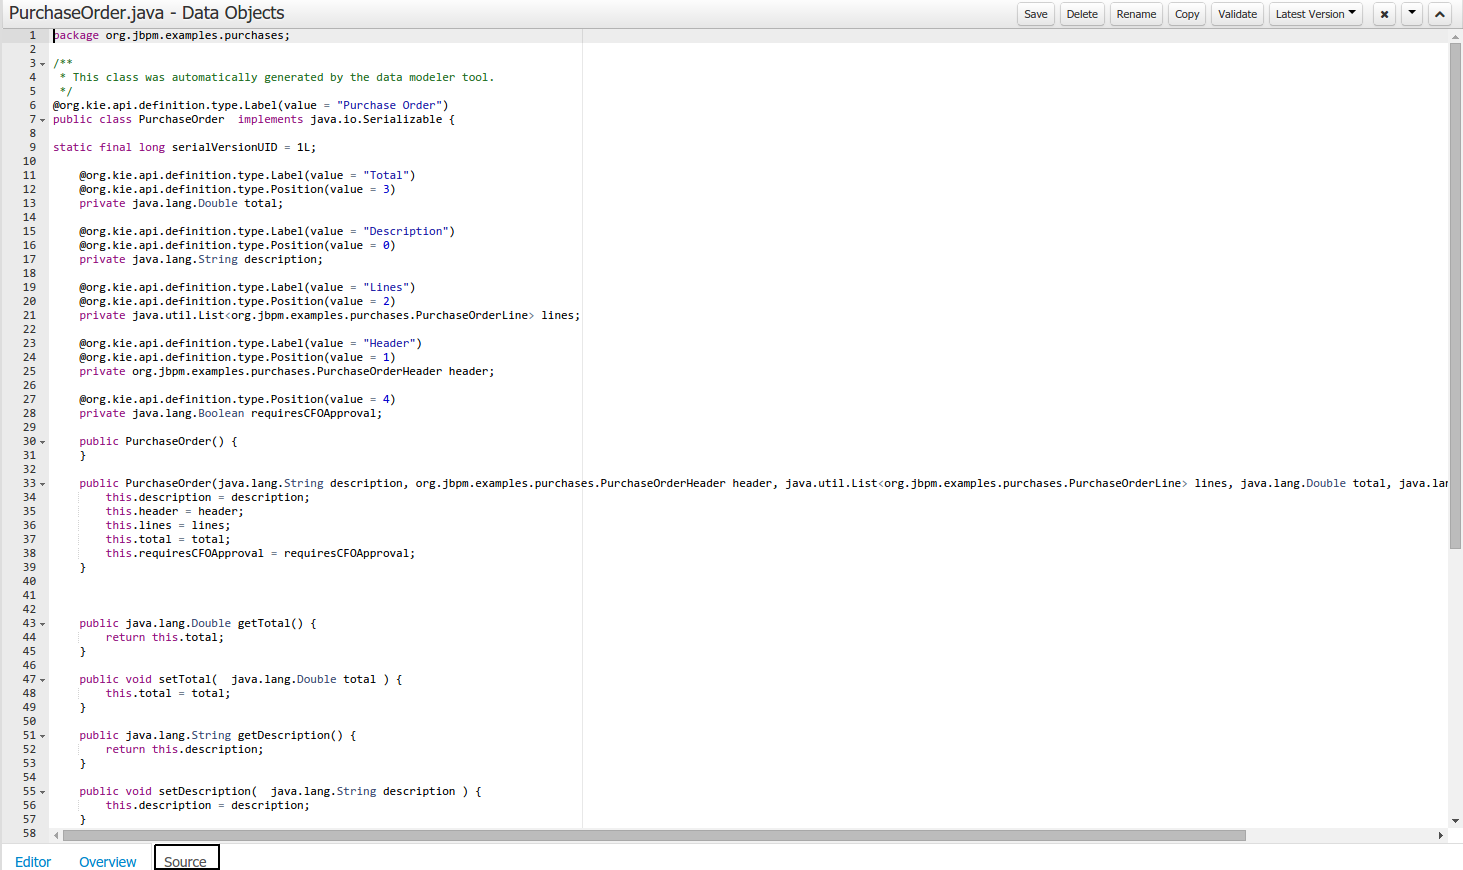 PurchaseOrder.java - Data Objects
Save Delete Rename Copy Validate Latest Version
1 package org.jbpm.examples.purchases;
2
3 /**
4  * This class was automatically generated by the data modeler tool.
5  */
6 @org.kie.api.definition.type.Label(value = "Purchase Order")
7 public class PurchaseOrder  implements java.io.Serializable {
8
9 static final long serialVersionUID = 1L;
10
11     @org.kie.api.definition.type.Label(value = "Total")
12     @org.kie.api.definition.type.Position(value = 3)
13     private java.lang.Double total;
14
15     @org.kie.api.definition.type.Label(value = "Description")
16     @org.kie.api.definition.type.Position(value = 0)
17     private java.lang.String description;
18
19     @org.kie.api.definition.type.Label(value = "Lines")
20     @org.kie.api.definition.type.Position(value = 2)
21     private java.util.List<org.jbpm.examples.purchases.PurchaseOrderLine> lines;
22
23     @org.kie.api.definition.type.Label(value = "Header")
24     @org.kie.api.definition.type.Position(value = 1)
25     private org.jbpm.examples.purchases.PurchaseOrderHeader header;
26
27     @org.kie.api.definition.type.Position(value = 4)
28     private java.lang.Boolean requiresCFOApproval;
29
30     public PurchaseOrder() {
31     }
32
33     public PurchaseOrder(java.lang.String description, org.jbpm.examples.purchases.PurchaseOrderHeader header, java.util.List<org.jbpm.examples.purchases.PurchaseOrderLine> lines, java.lang.Double total, java.lar
34         this.description = description;
35         this.header = header;
36         this.lines = lines;
37         this.total = total;
38         this.requiresCFOApproval = requiresCFOApproval;
39     }
40
41
42
43     public java.lang.Double getTotal() {
44         return this.total;
45     }
46
47     public void setTotal(  java.lang.Double total ) {
48         this.total = total;
49     }
50
51     public java.lang.String getDescription() {
52         return this.description;
53     }
54
55     public void setDescription(  java.lang.String description ) {
56         this.description = description;
57     }
58
Editor Overview Source